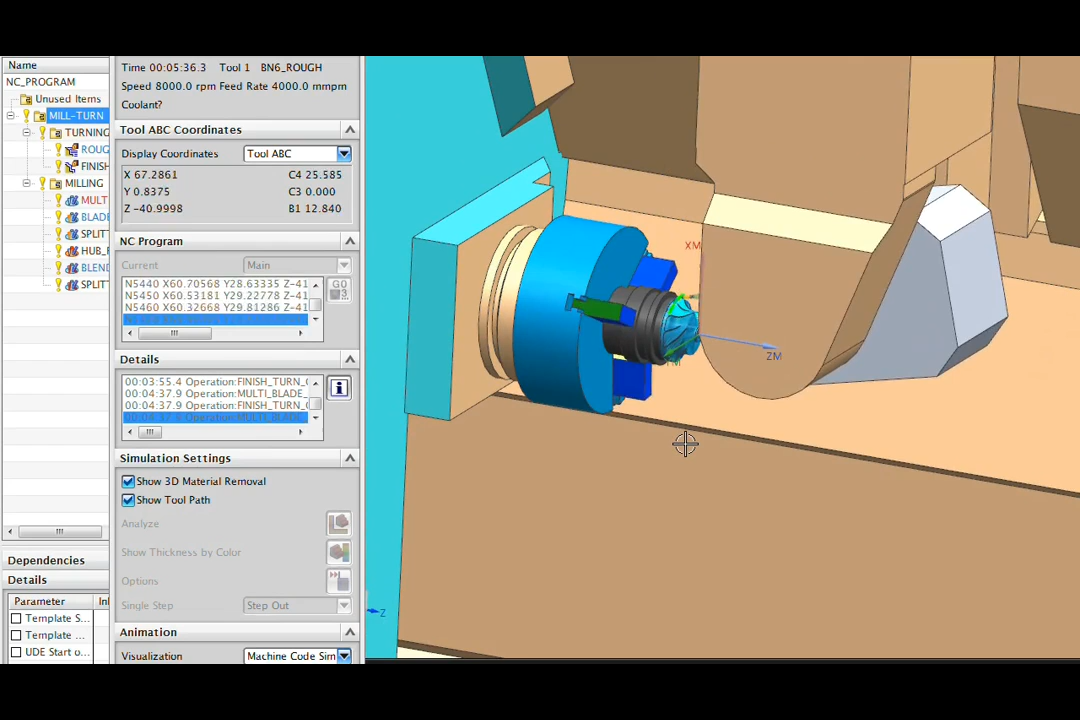 Name
NC_PROGRAM
Unused Items
MILL-TURN
TURNING
ROUG
FINISH
MILLING
MULT
BLADE
SPLIT
HUB_F
BLEND
SPLIT
Dependencies
Details
Parameter
Template S...
Template ...
UDE Start o...
Time 00:05:36.3 Tool 1 BN6_ROUGH
Speed 8000.0 rpm Feed Rate 4000.0 mmpm
Coolant?
Tool ABC Coordinates
Display Coordinates Tool ABC
X 67.2861 C4 25.585
Y 0.8375 C3 0.000
Z -40.9998 B1 12.840
NC Program
Current Main
N5440 X60.70568 Y28.63335 Z-41
N5450 X60.53181 Y29.22778 Z-41
N5460 X60.32668 Y29.81286 Z-41
Details
00:03:55.4 Operation:FINISH_TURN_
00:04:37.9 Operation:MULTI_BLADE_
00:04:37.9 Operation:FINISH_TURN_
Simulation Settings
Show 3D Material Removal
Show Tool Path
Analyze
Show Thickness by Color
Options
Single Step Step Out
Animation
Visualization Machine Code Sim
XM
ZM
Z